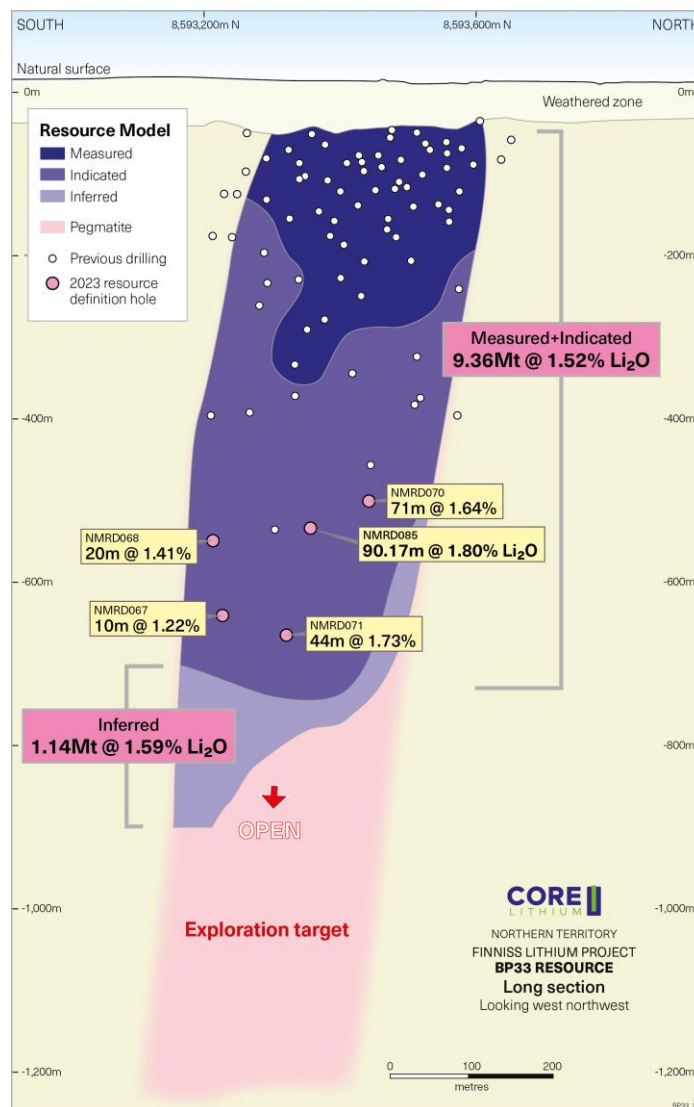 SOUTH
8,593,200m N
8,593,600m N
NORTH
Natural surface
0m
0m
Weathered zone
Resource Model
Measured
Indicated
Inferred
Pegmatite
Previous drilling
2023 resource
definition hole
-200m
Measured+Indicated
9.36Mt @ 1.52% Li₂O
-400m
-400m
NMRD070
71m @ 1.64%
NMRD068
20m @ 1.41%
NMRD085
90.17m @ 1.80% Li₂O
-600m
-600m
NMRD067
10m @ 1.22%
NMRD071
44m @ 1.73%
Inferred
1.14Mt @ 1.59% Li₂O
-800m
-800m
OPEN
CORE
LITHIUM
-1,000m
-1,000m
Exploration target
NORTHERN TERRITORY
FINNISS LITHIUM PROJECT
BP33 RESOURCE
Long section
Looking west northwest
0 100 200
metres
-1,200m
-1,200m